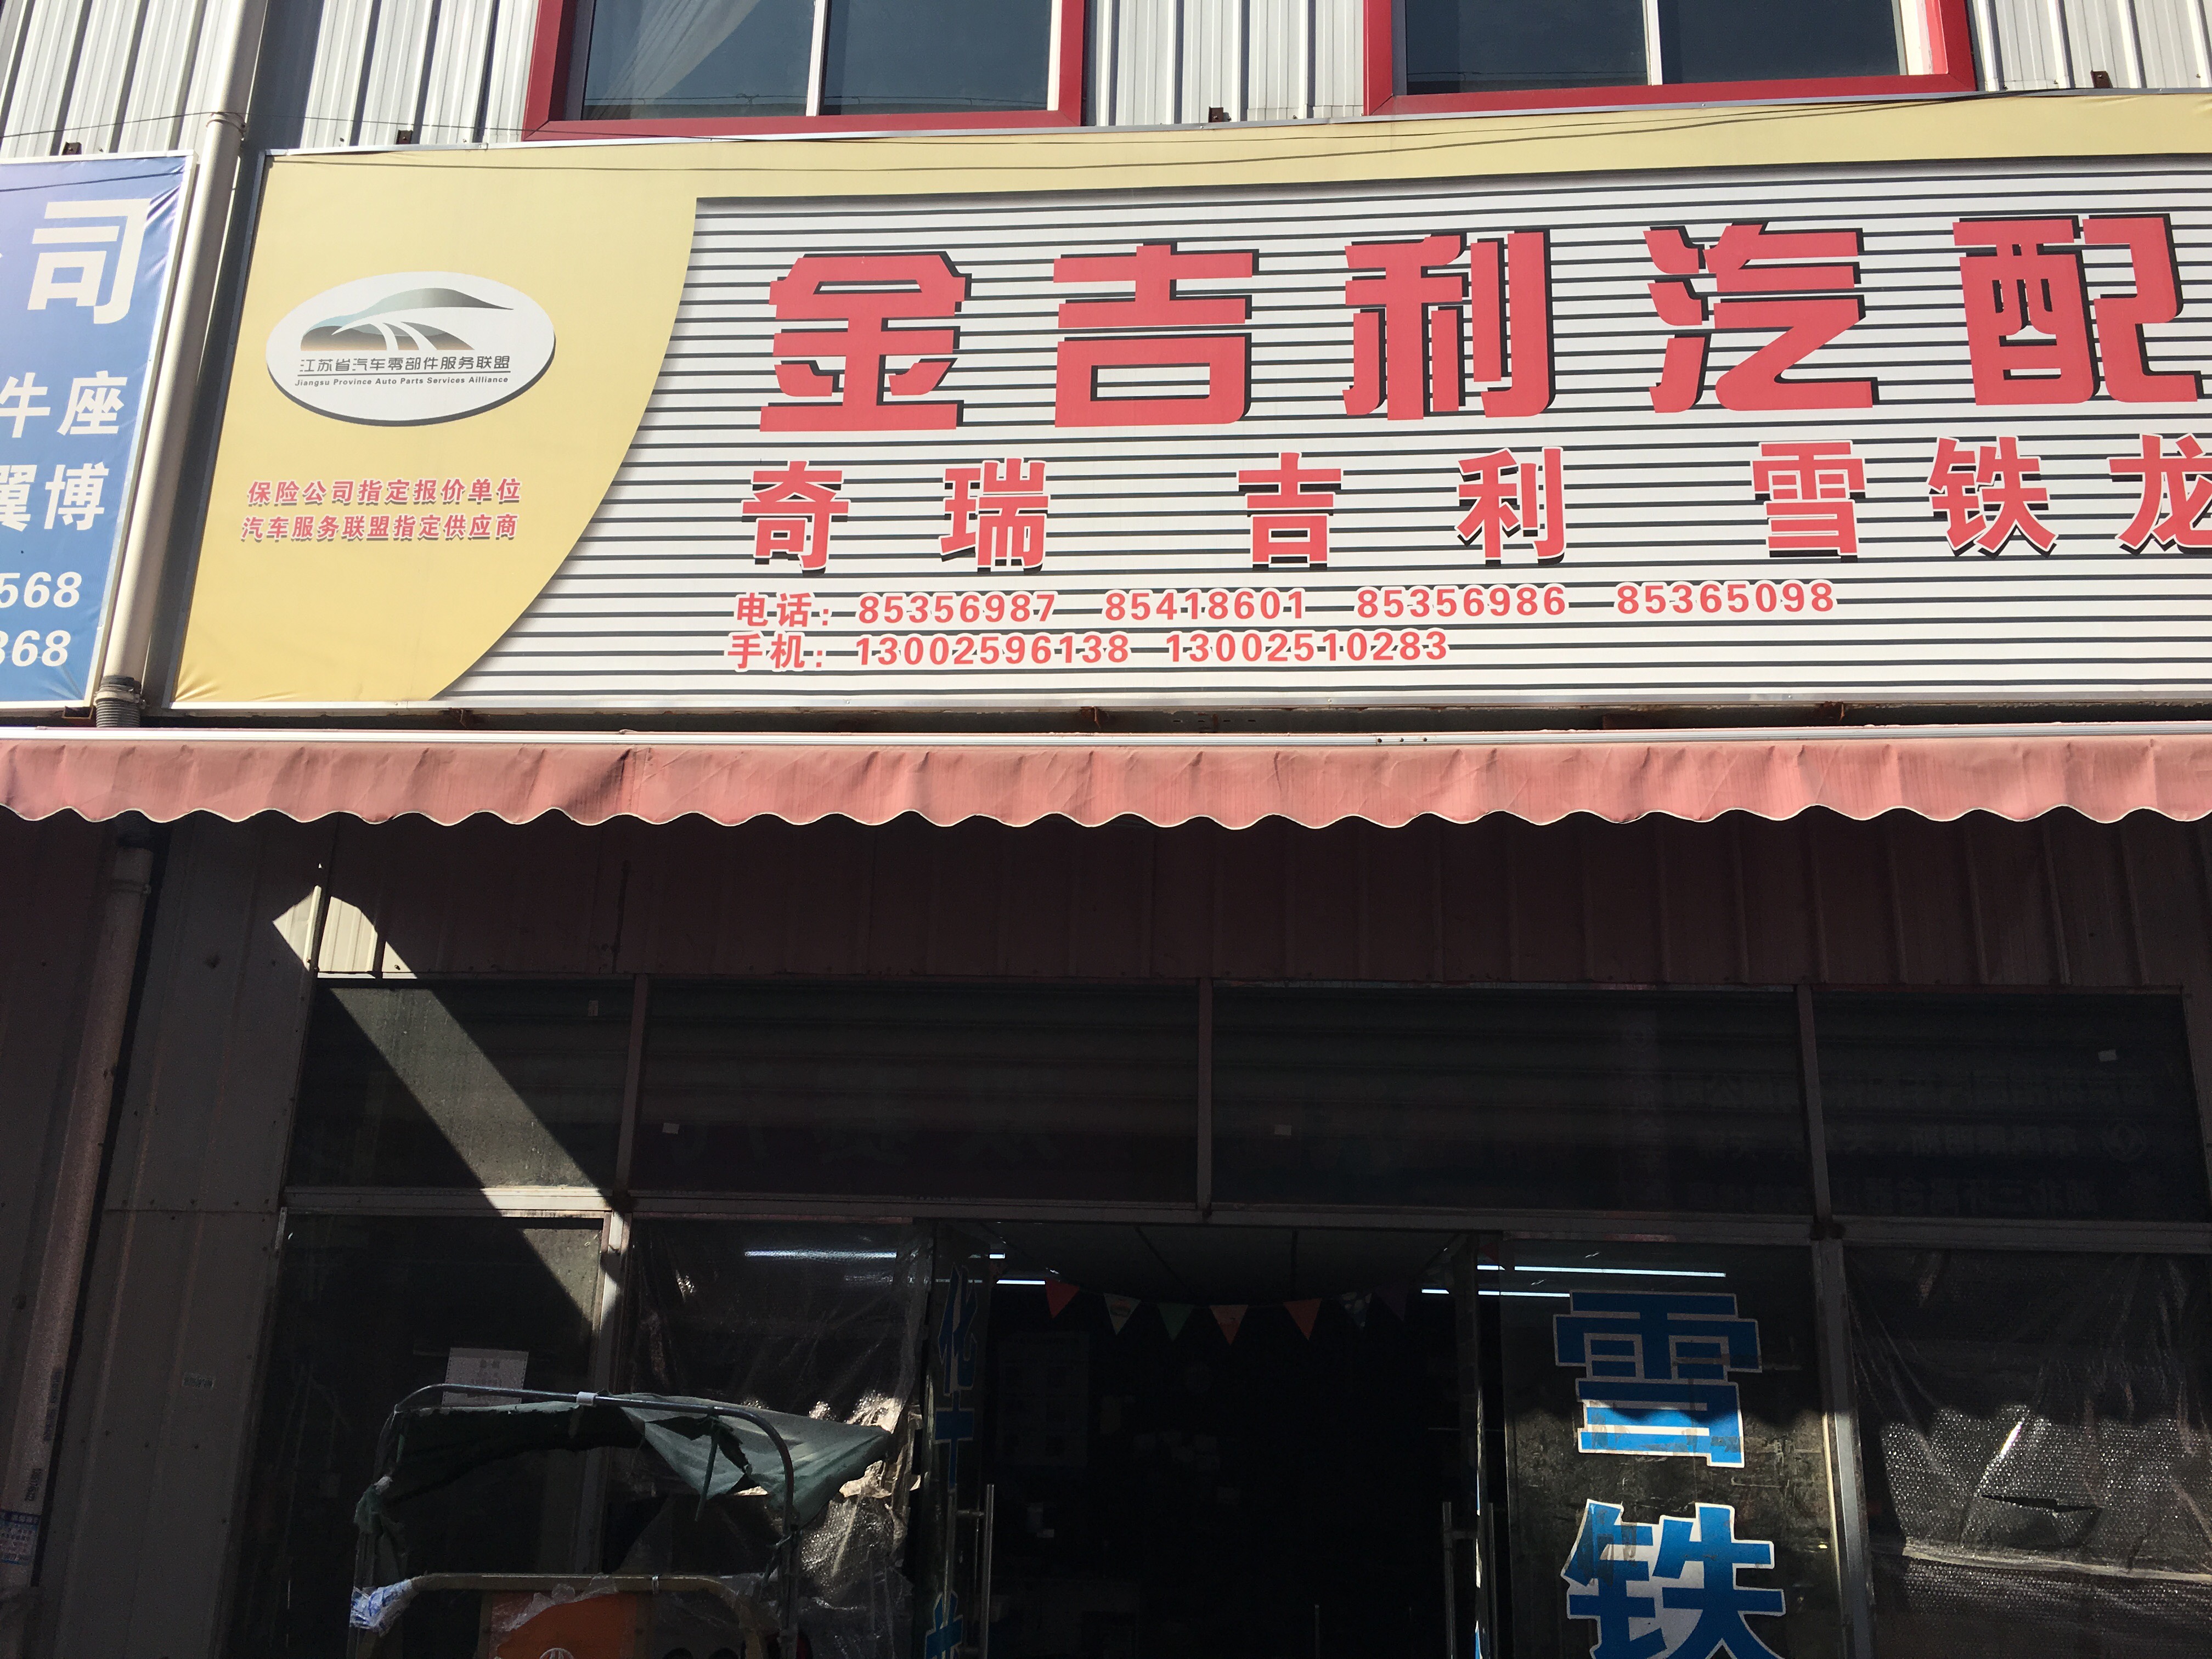 司
牛座
翼博
568
368
江苏省汽车零部件服务联盟
Jiangsu Province Auto Parts Services Ailliance
保险公司指定报价单位
汽车服务联盟指定供应商
金吉利汽配
奇瑞 吉利 雪铁龙
电话：85356987 85418601 85356986 85365098
手机：13002596138 13002510283
雪
铁